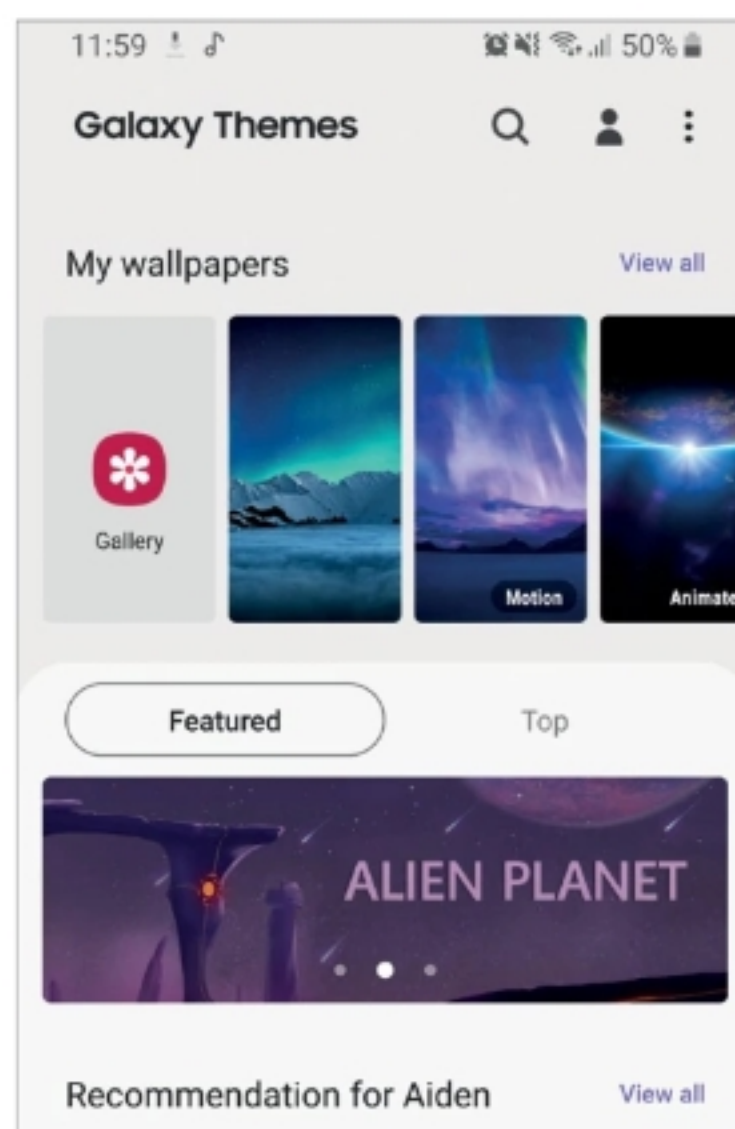 11:59 50%
Galaxy Themes
My wallpapers View all
Gallery
Motion
Animate
Featured Top
ALIEN PLANET
Recommendation for Aiden View all